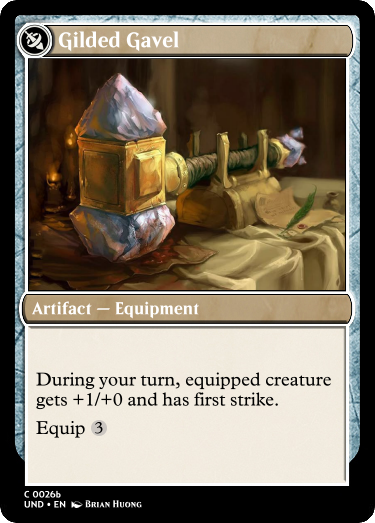 Gilded Gavel
Artifact — Equipment
During your turn, equipped creature
gets +1/+0 and has first strike.
Equip 3
C 0026b
UND • EN Brian Huong